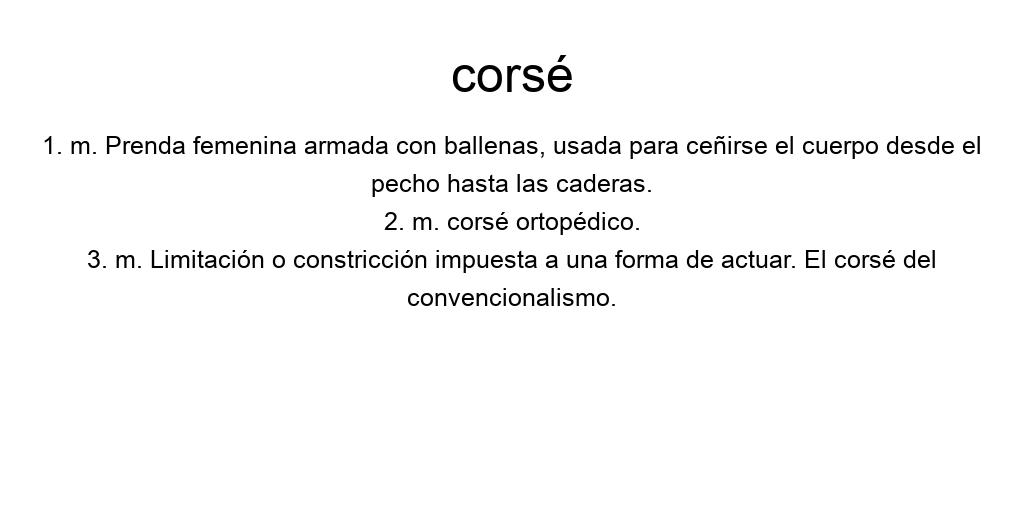 corsé
1. m. Prenda femenina armada con ballenas, usada para ceñirse el cuerpo desde el
pecho hasta las caderas.
2. m. corsé ortopédico.
3. m. Limitación o constricción impuesta a una forma de actuar. El corsé del
convencionalismo.